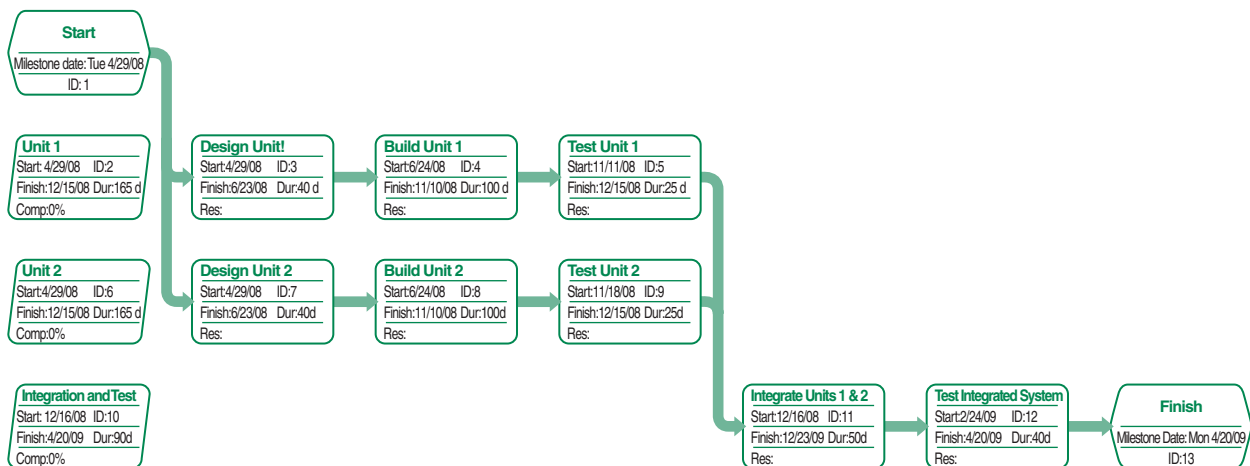 Start
Milestone date: Tue 4/29/08
ID: 1
Unit 1
Start: 4/29/08 ID:2
Finish:12/15/08 Dur:165 d
Comp:0%
Design Unit!
Start:4/29/08 ID:3
Finish:6/23/08 Dur:40 d
Res:
Build Unit 1
Start:6/24/08 ID:4
Finish:11/10/08 Dur:100 d
Res:
Test Unit 1
Start:11/11/08 ID:5
Finish:12/15/08 Dur:25 d
Res:
Unit 2
Start:4/29/08 ID:6
Finish:12/15/08 Dur:165 d
Comp:0%
Design Unit 2
Start:4/29/08 ID:7
Finish:6/23/08 Dur:40d
Res:
Build Unit 2
Start:6/24/08 ID:8
Finish:11/10/08 Dur:100d
Res:
Test Unit 2
Start:11/18/08 ID:9
Finish:12/15/08 Dur:25d
Res:
Integration and Test
Start: 12/16/08 ID:10
Finish:4/20/09 Dur:90d
Comp:0%
Integrate Units 1 & 2
Start:12/16/08 ID:11
Finish:12/23/09 Dur:50d
Res:
Test Integrated System
Start:2/24/09 ID:12
Finish:4/20/09 Dur:40d
Res:
Finish
Milestone Date: Mon 4/20/09
ID:13